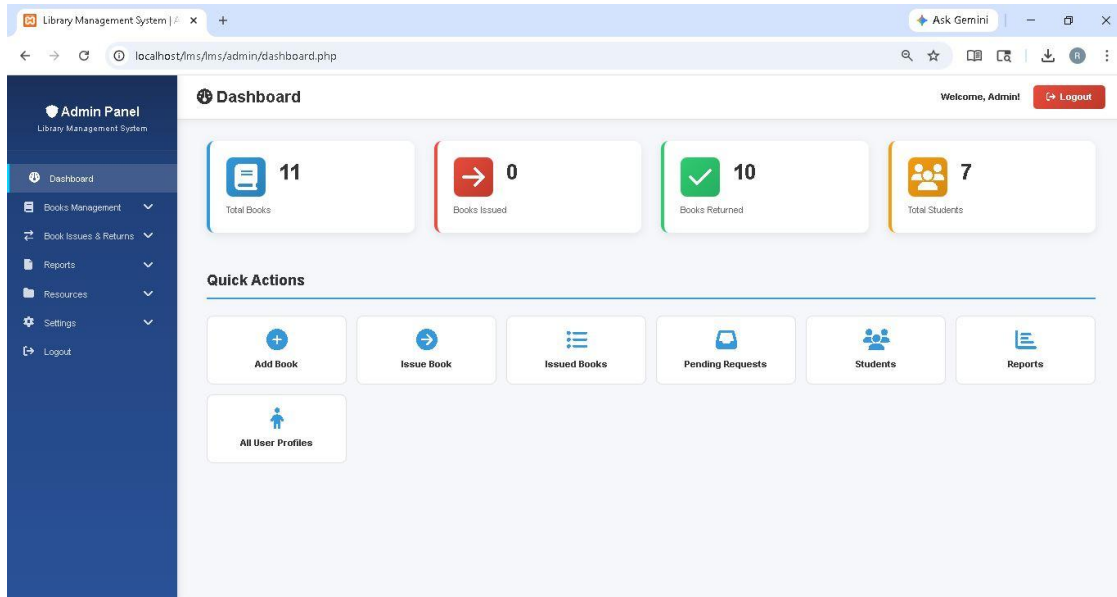 Library Management System | A
Ask Gemini
localhost/lms/lms/admin/dashboard.php
R
Admin Panel
Library Management System
Dashboard
Books Management
Book Issues & Returns
Reports
Resources
Settings
Logout
Dashboard
Welcome, Admin!
Logout
11
Total Books
0
Books Issued
10
Books Returned
7
Total Students
Quick Actions
Add Book
Issue Book
Issued Books
Pending Requests
Students
Reports
All User Profiles